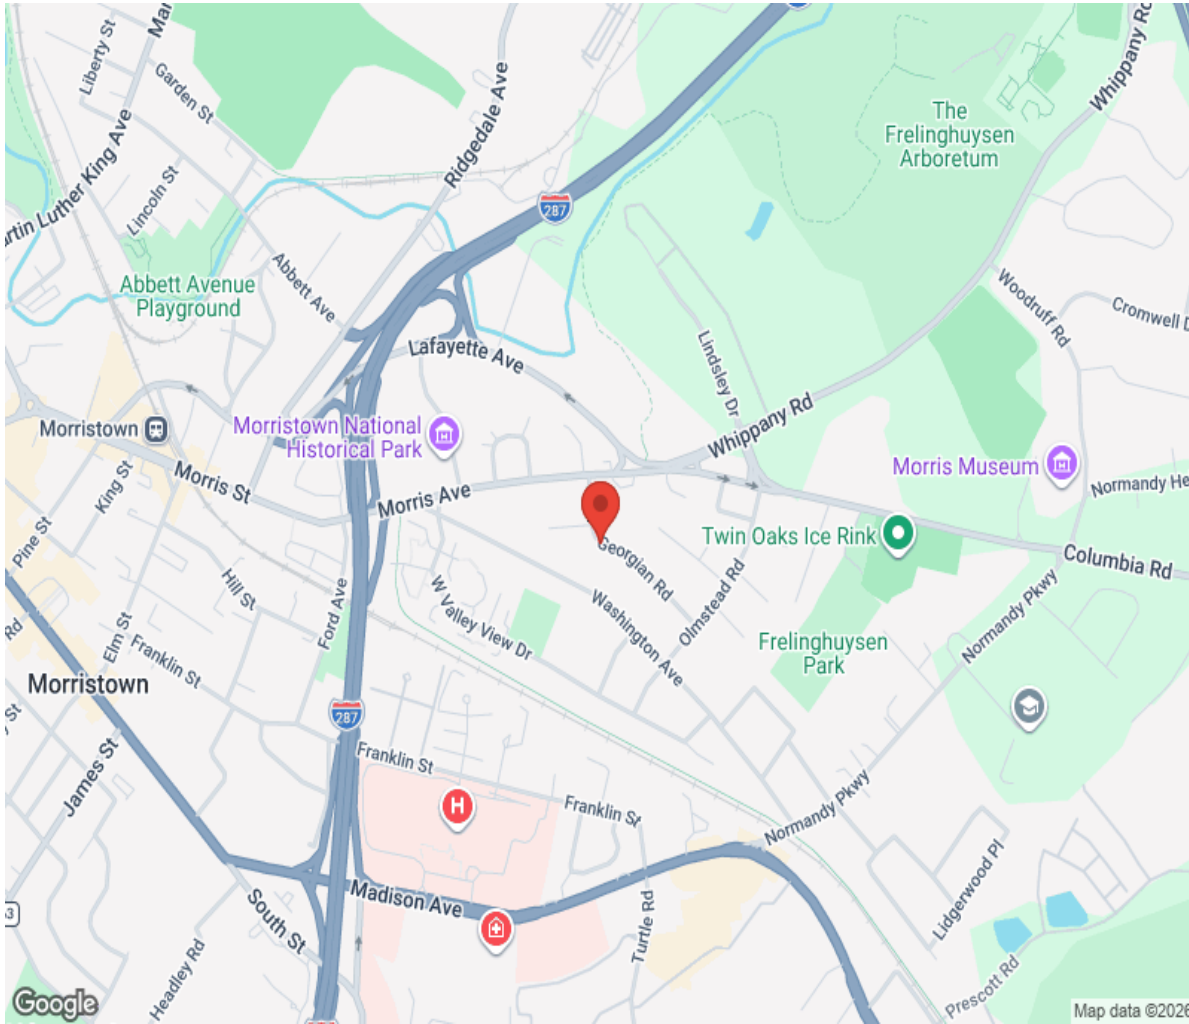 Liberty St
Garden St
Ridgedale Ave
Whippany Rd
The
Frelinghuysen
Arboretum
Lincoln St
287
Abbett Avenue
Playground
Abbett Ave
Woodruff Rd
Cromwell
Lafayette Ave
Lindsley Dr
Whippany Rd
Morristown
Morristown National
Historical Park
Morris Museum
King St
Morris St
Morris Ave
Normandy
Pine St
Twin Oaks Ice Rink
Columbia Rd
Georgian Rd
Hill St
Ford Ave
W Valley View Dr
Washington Ave
Olmstead Rd
Normandy Pkwy
Rd
Elm St
Franklin St
Frelinghuysen
Park
Morristown
St
287
James St
Franklin St
H
Franklin St
Normandy Pkwy
Lidgerwood Pl
Madison Ave
South St
Turtle Rd
Headley Rd
Prescott Rd
Google
Map data ©2026